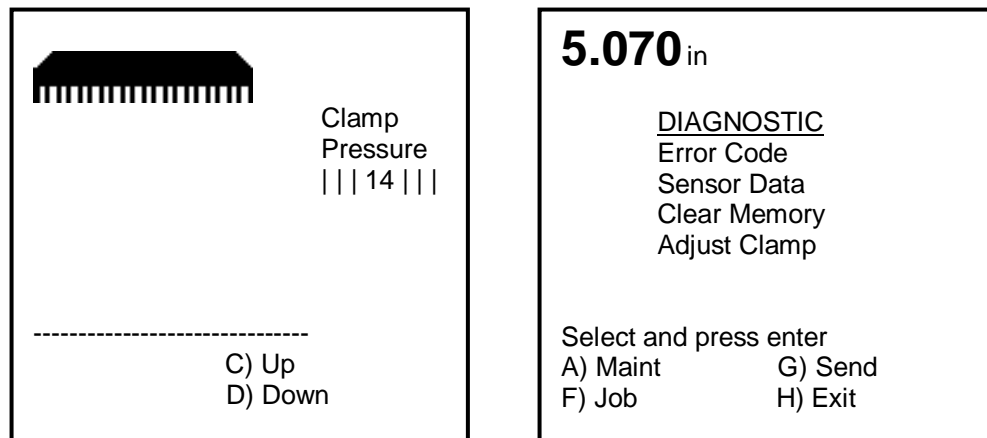 Clamp
Pressure
| | | 14 | | |
-------------------------------
C) Up
D) Down
5.070 in
DIAGNOSTIC
Error Code
Sensor Data
Clear Memory
Adjust Clamp
Select and press enter
A) Maint G) Send
F) Job H) Exit